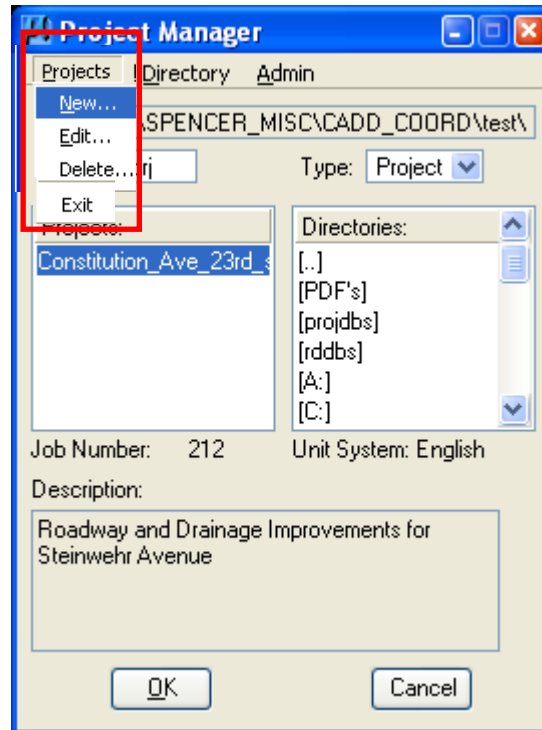 Project Manager
Projects Directory Admin
New...
\SPENCER_MISC\CADD_COORD\test\
Edit...
Delete... rj Type: Project
Exit
Projects: Directories:
Constitution_Ave_23rd_s [..]
[PDF's]
[projdbs]
[rddbs]
[A:]
[C:]
Job Number: 212 Unit System: English
Description:
Roadway and Drainage Improvements for
Steinwehr Avenue
OK Cancel